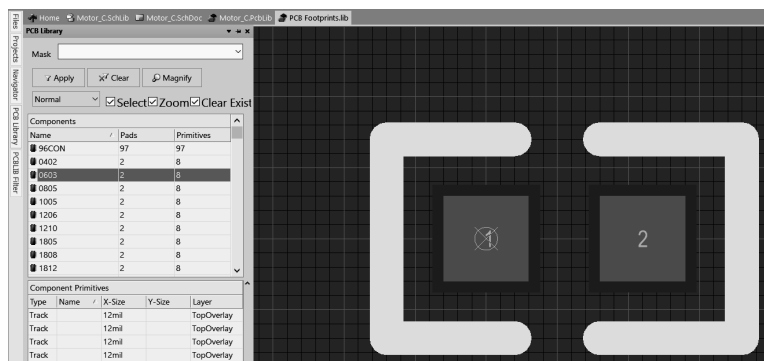 Home Motor_C.SchLib Motor_C.SchDoc Motor_C.PcbLib PCB Footprints.lib
Files
Projects
Navigator
PCB Library
PCBLIB Filter
PCB Library
Mask
Apply Clear Magnify
Normal Select Zoom Clear Exist
Components
Name / Pads Primitives
96CON 97 97
0402 2 8
0603 2 8
0805 2 8
1005 2 8
1206 2 8
1210 2 8
1805 2 8
1808 2 8
1812 2 8
Component Primitives
Type Name / X-Size Y-Size Layer
Track 12mil TopOverlay
Track 12mil TopOverlay
Track 12mil TopOverlay
Track 12mil TopOverlay
1 2